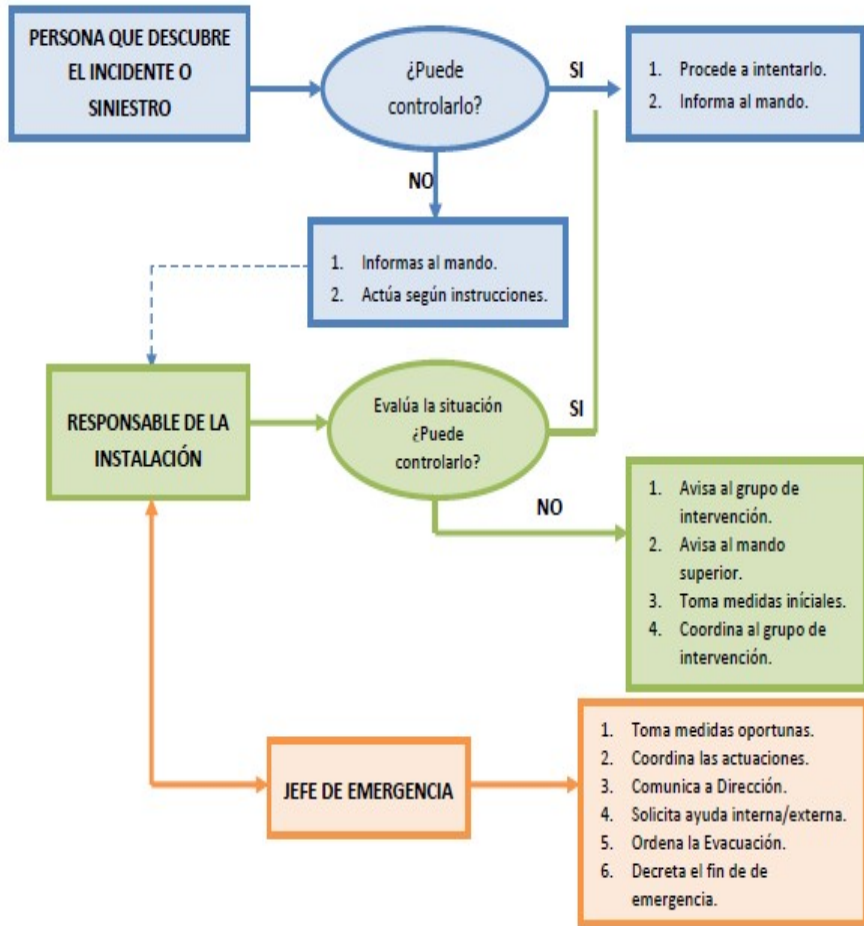 PERSONA QUE DESCUBRE
EL INCIDENTE O
SINIESTRO
¿Puede
controlarlo?
SI
1. Procede a intentarlo.
2. Informa al mando.
NO
1. Informas al mando.
2. Actúa según instrucciones.
RESPONSABLE DE LA
INSTALACIÓN
Evalúa la situación
¿Puede
controlarlo?
SI
NO
1. Avisa al grupo de
intervención.
2. Avisa al mando
superior.
3. Toma medidas iníciales.
4. Coordina al grupo de
intervención.
JEFE DE EMERGENCIA
1. Toma medidas oportunas.
2. Coordina las actuaciones.
3. Comunica a Dirección.
4. Solicita ayuda interna/externa.
5. Ordena la Evacuación.
6. Decreta el fin de de
emergencia.